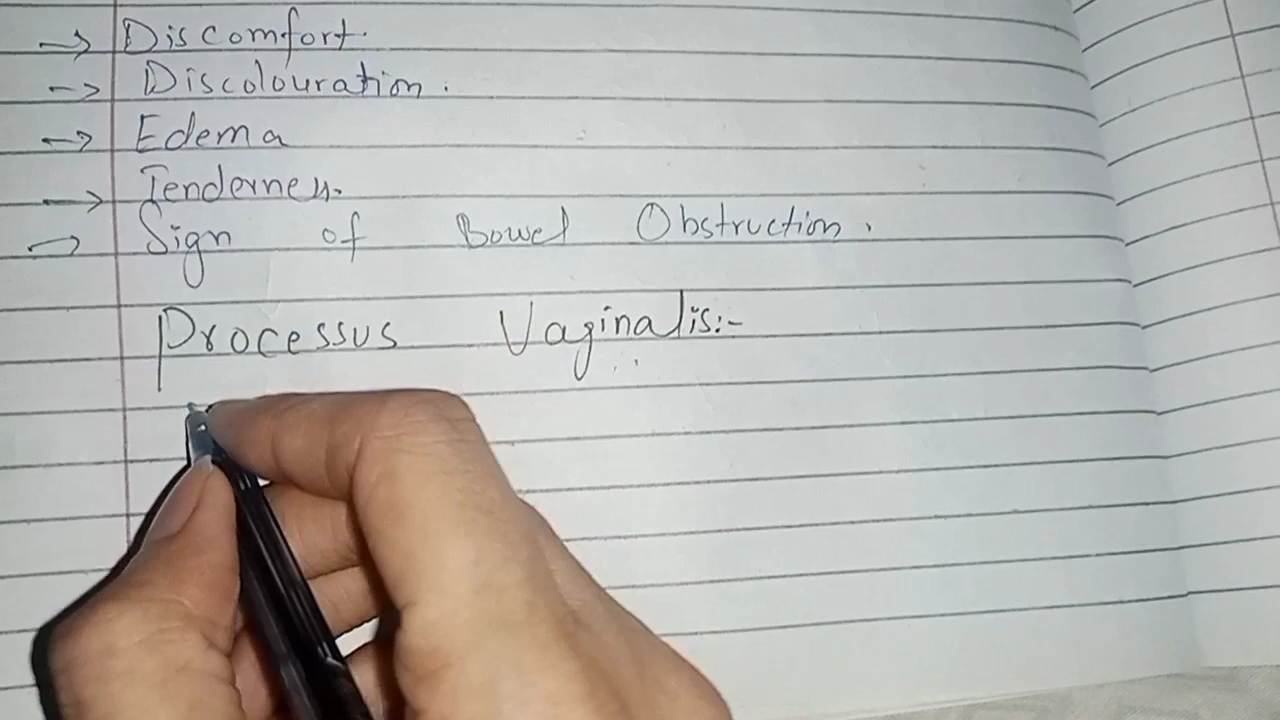 → Discomfort.
→ Discolouration.
→ Edema
→ Tenderness.
→ Sign of Bowel Obstruction.
Processus Vaginalis:-